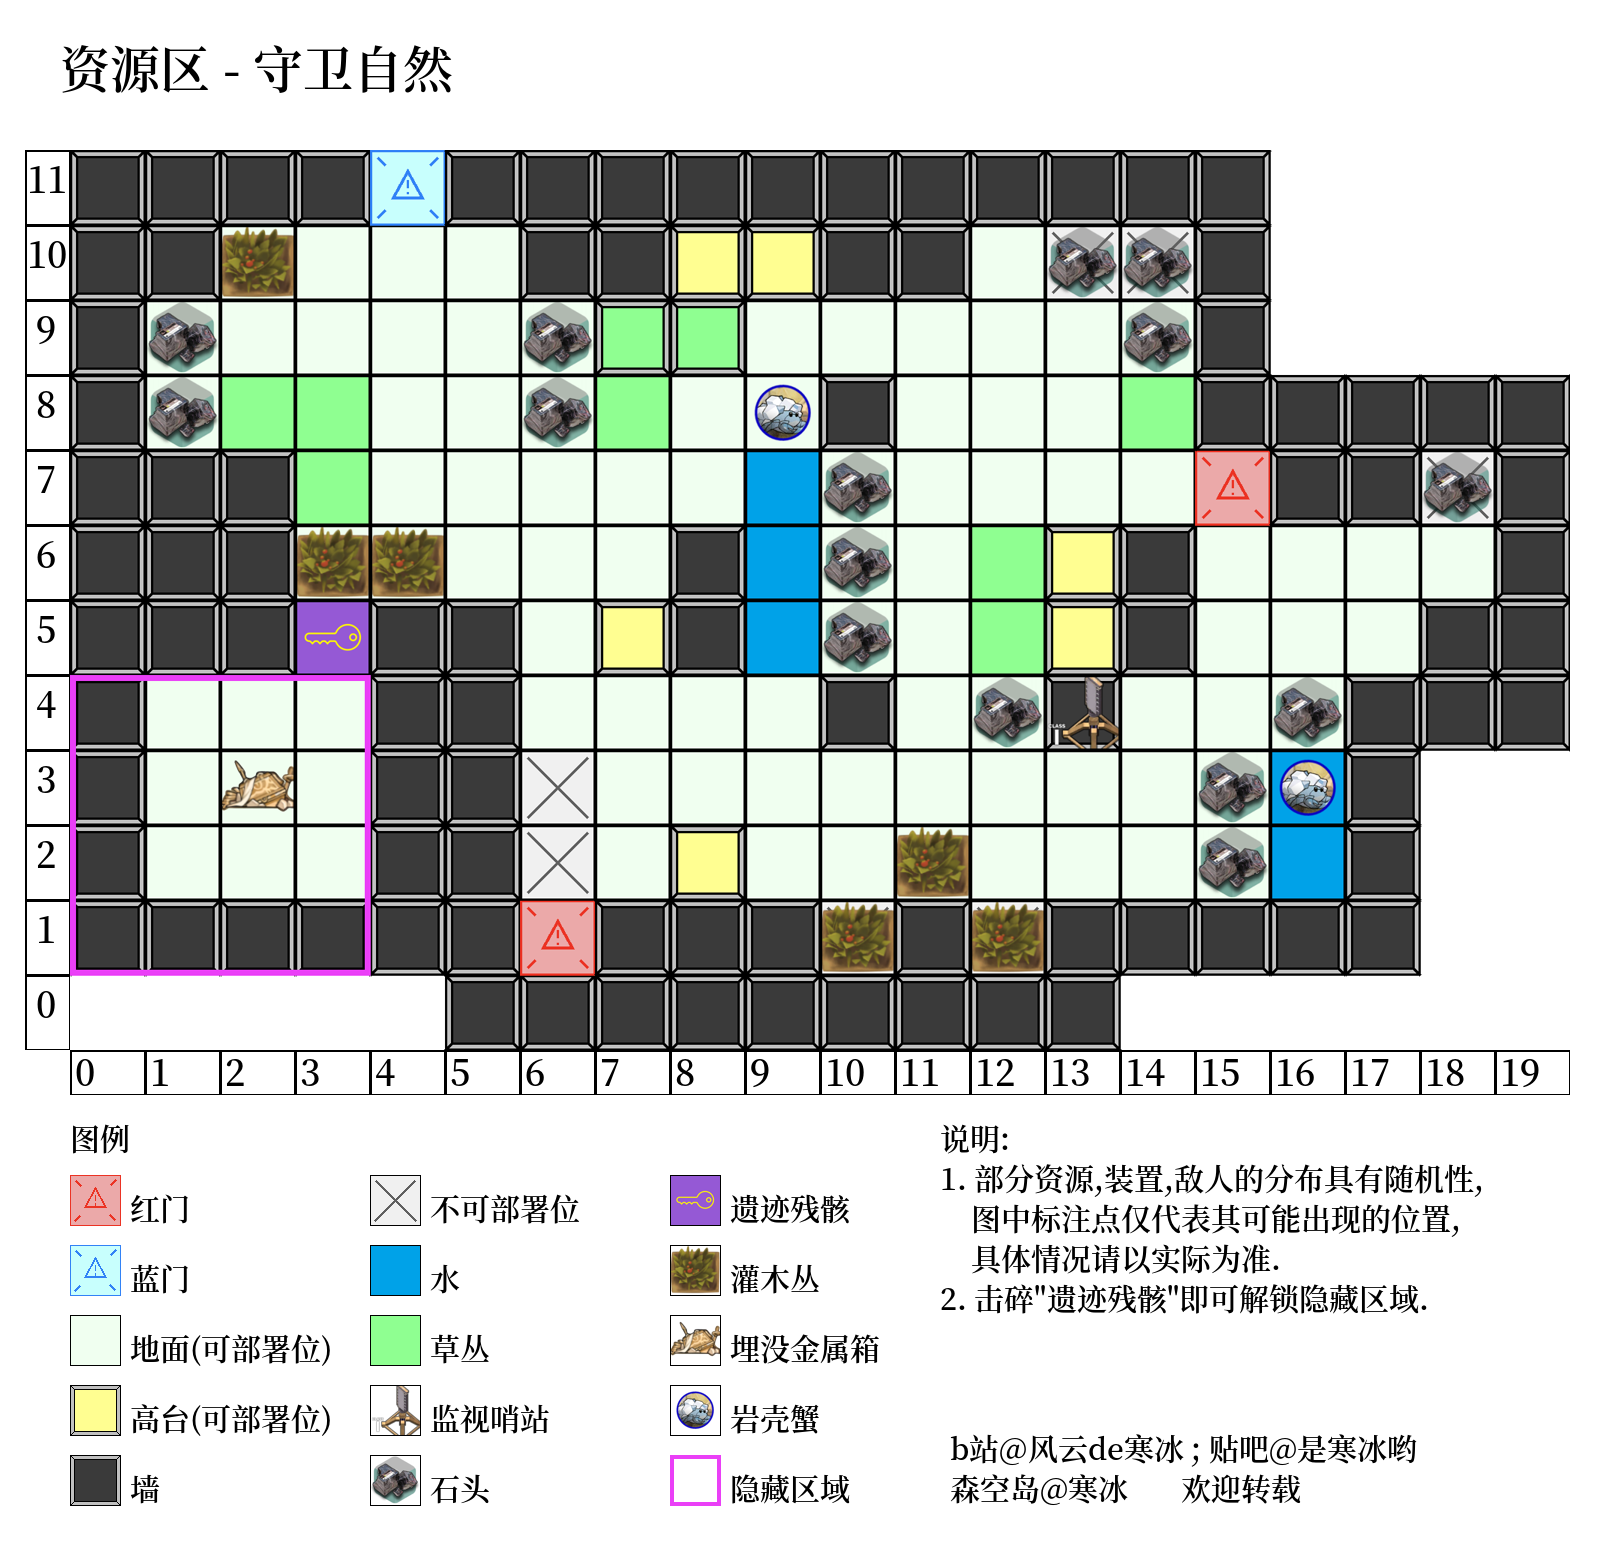 资源区 - 守卫自然
11
10
9
8
7
6
5
4
3
2
1
0
0 1 2 3 4 5 6 7 8 9 10 11 12 13 14 15 16 17 18 19
CLASS
图例
红门
不可部署位
遗迹残骸
蓝门
水
灌木丛
地面(可部署位)
草丛
埋没金属箱
高台(可部署位)
监视哨站
岩壳蟹
墙
石头
隐藏区域
说明:
1. 部分资源,装置,敌人的分布具有随机性,
图中标注点仅代表其可能出现的位置,
具体情况请以实际为准.
2. 击碎"遗迹残骸"即可解锁隐藏区域.
b站@风云de寒冰 ; 贴吧@是寒冰哟
森空岛@寒冰 欢迎转载